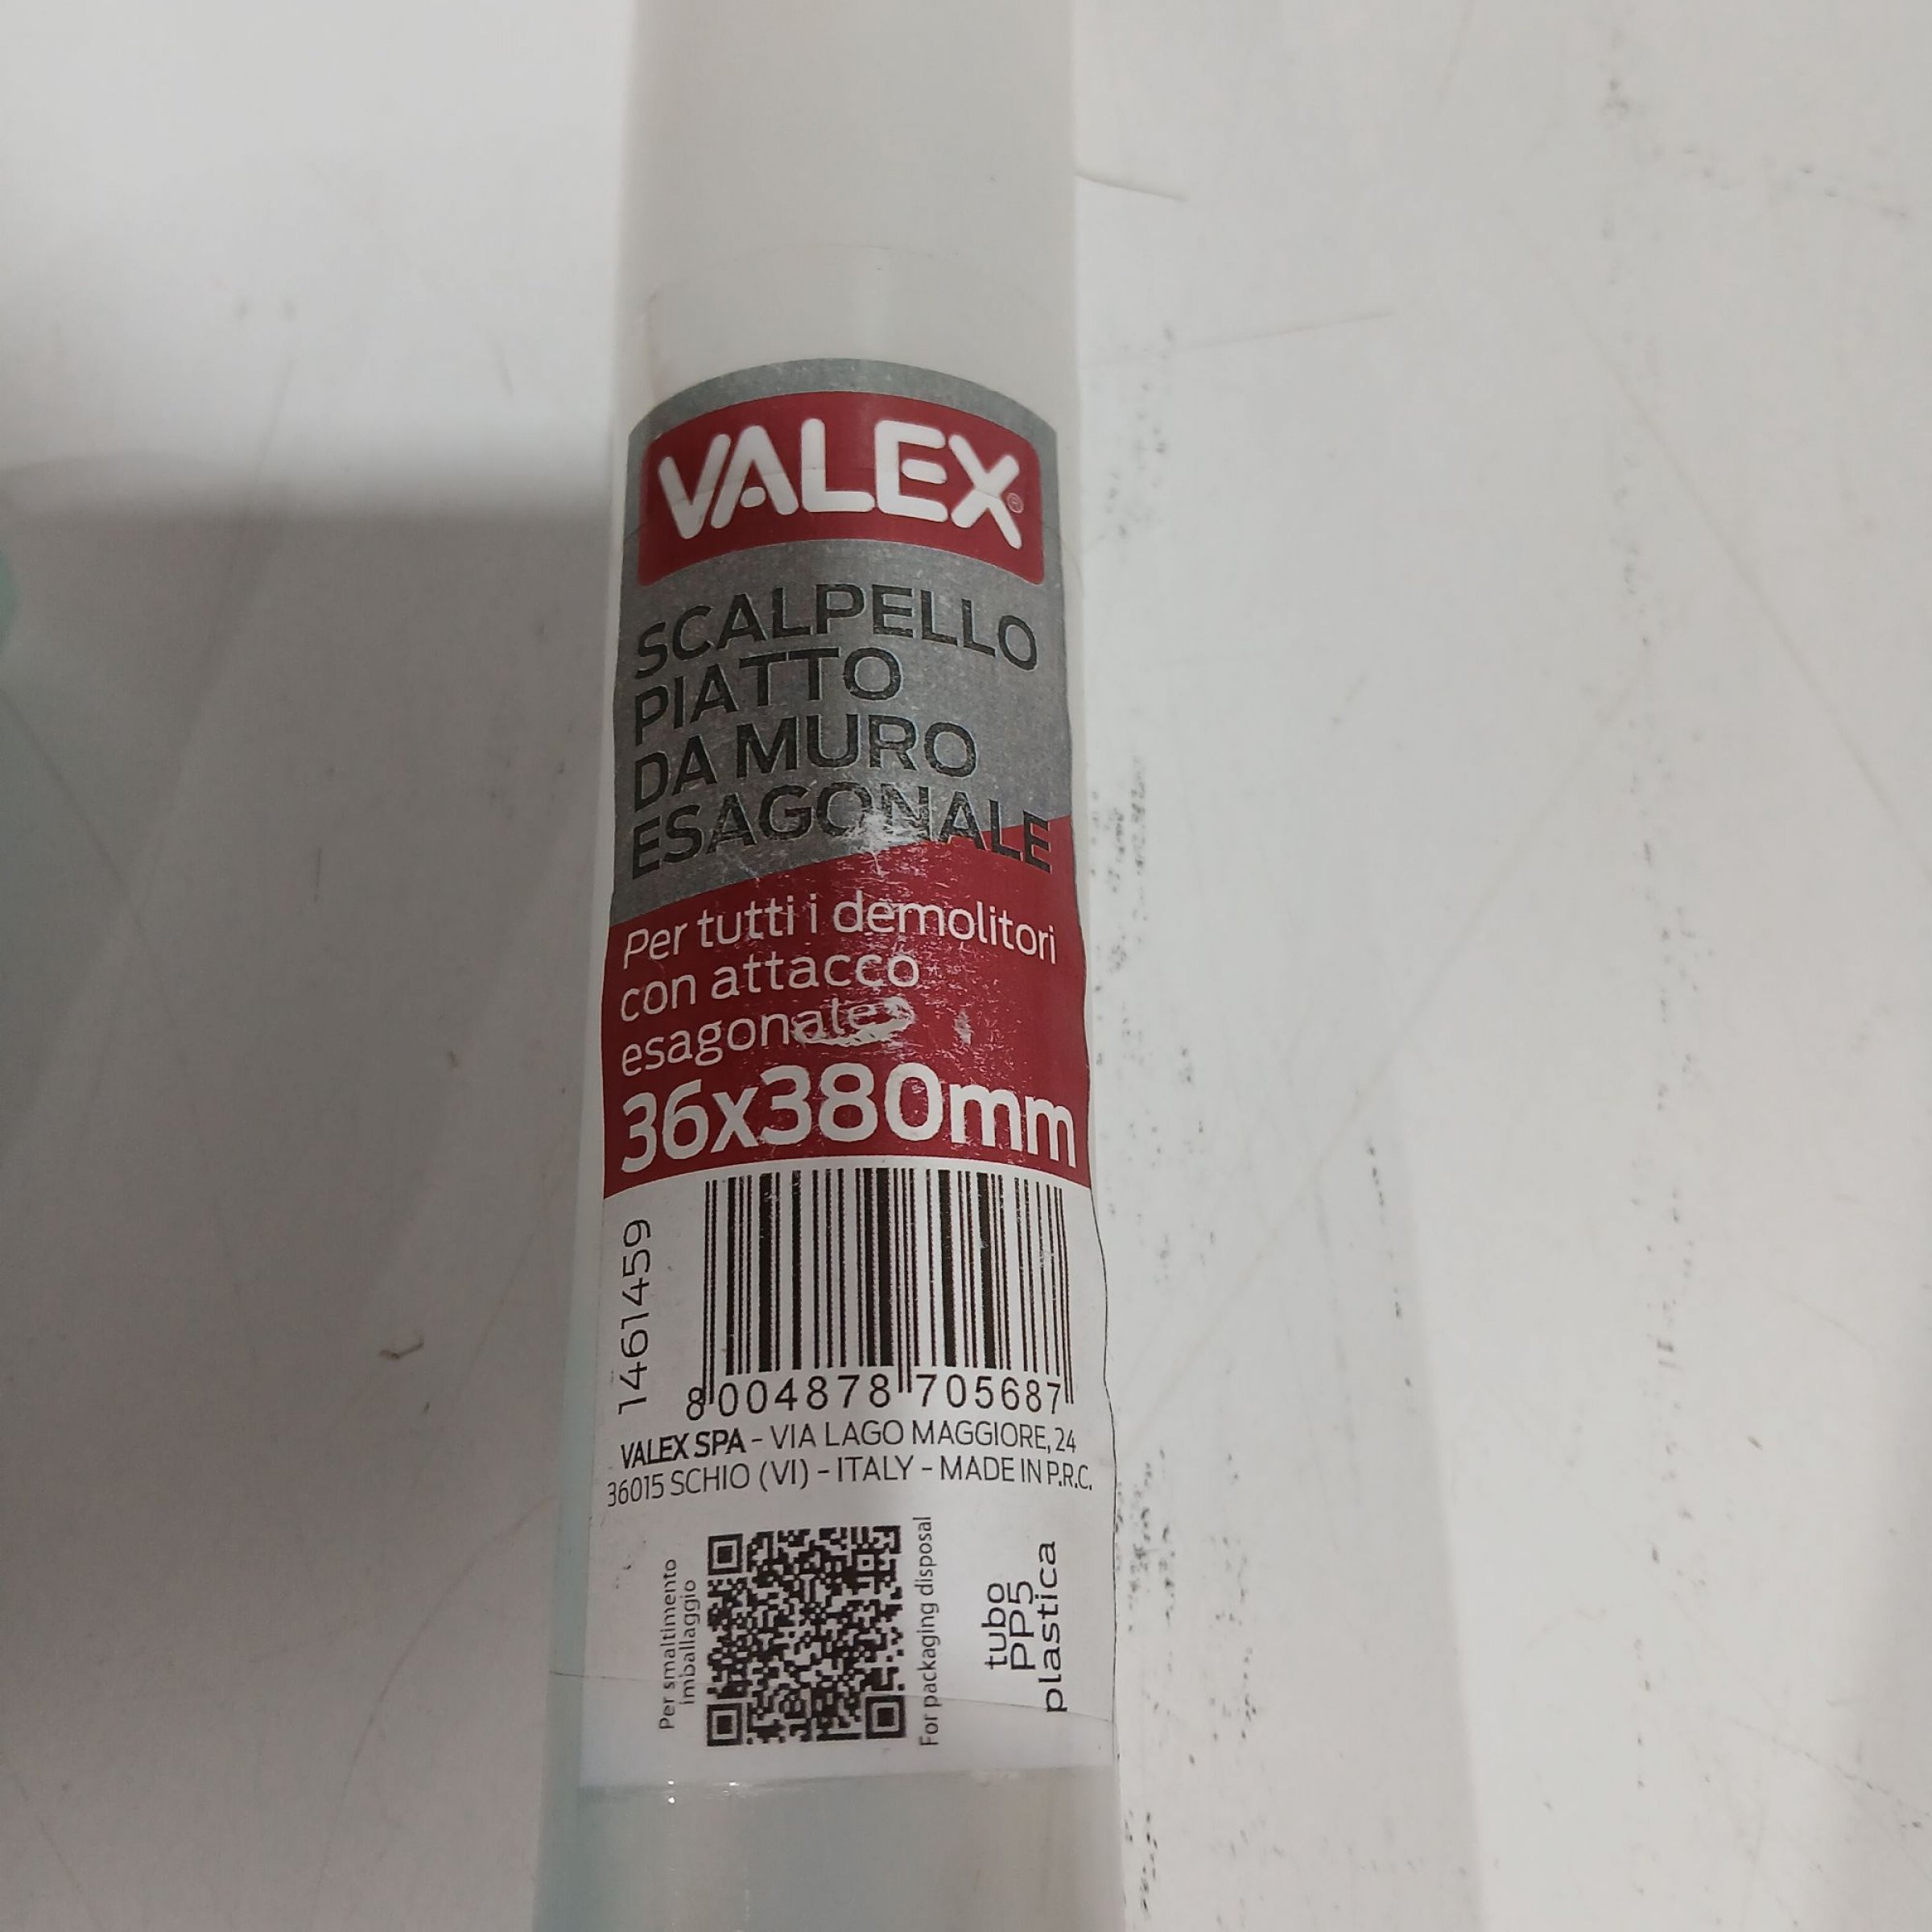 VALEX®
SCALPELLO
PIATTO
DA MURO
ESAGONALE
Per tutti i demolitori
con attacco
esagonale
36x380mm
1461459
8 004878 705687
VALEX SPA - VIA LAGO MAGGIORE, 24
36015 SCHIO (VI) - ITALY - MADE IN P.R.C.
Per smaltimento
imballaggio
For packaging disposal
tubo
PP5
plastica